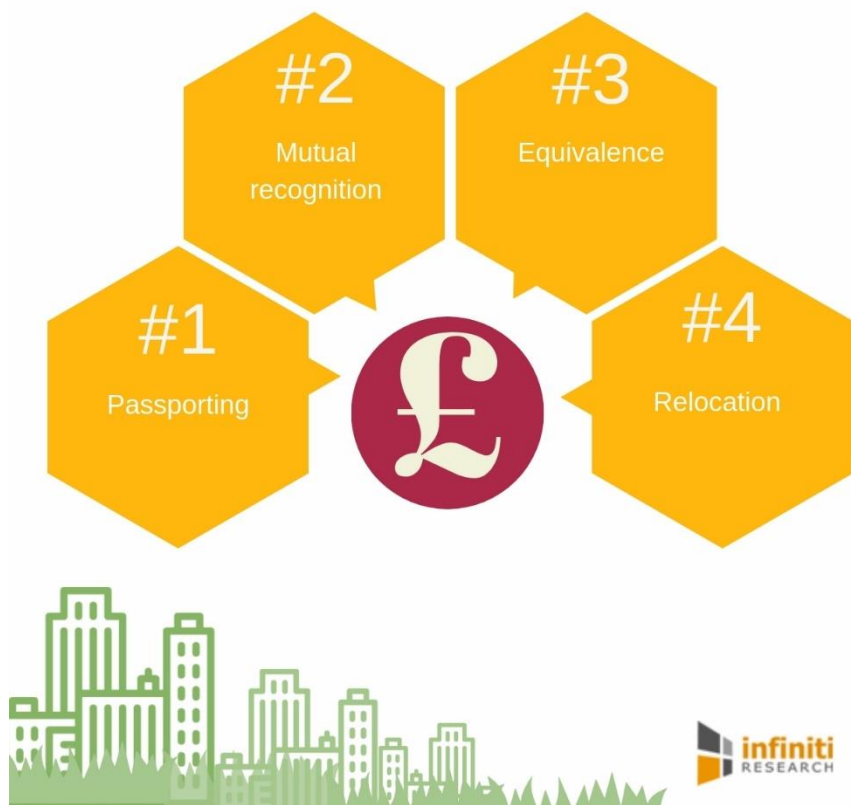 #1
Passporting
#2
Mutual
recognition
#3
Equivalence
#4
Relocation
£
infiniti
RESEARCH